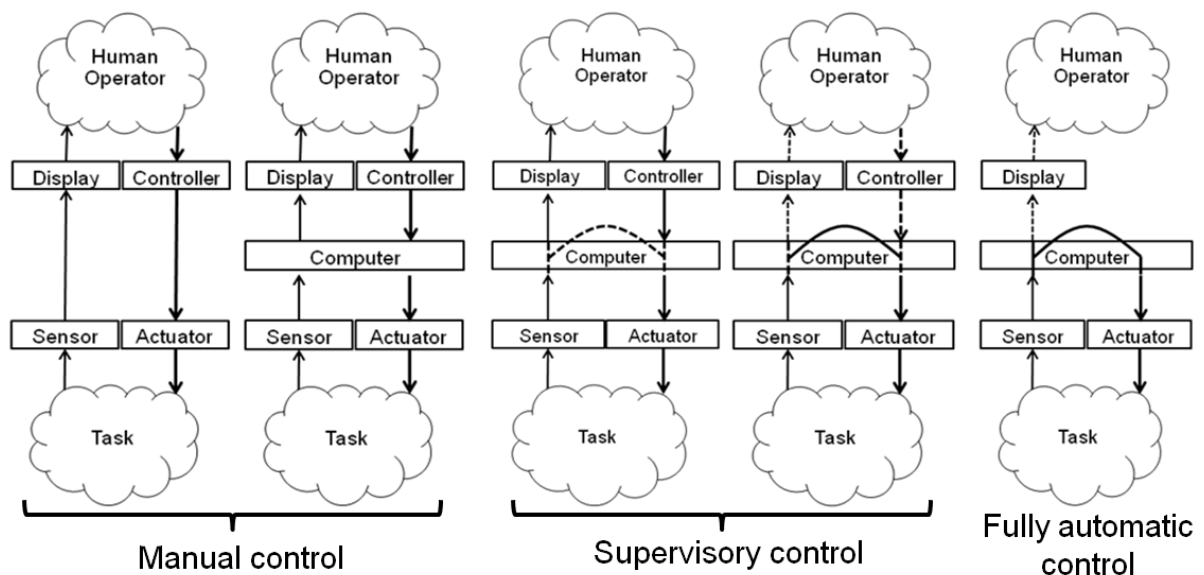 Human
Operator
Human
Operator
Human
Operator
Human
Operator
Human
Operator
Display
Controller
Display
Controller
Display
Controller
Display
Controller
Display
Computer
Computer
Computer
Computer
Sensor
Actuator
Sensor
Actuator
Sensor
Actuator
Sensor
Actuator
Sensor
Actuator
Task
Task
Task
Task
Task
Manual control
Supervisory control
Fully automatic
control